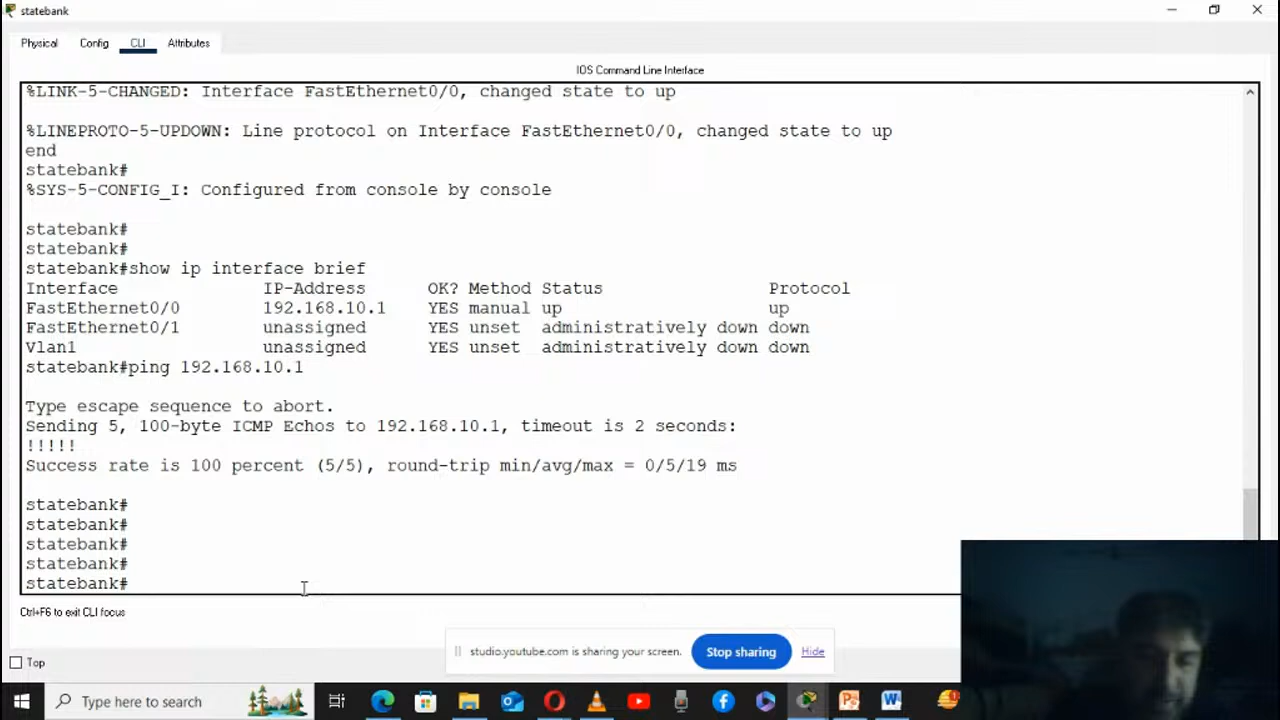 statebank
Physical Config CLI Attributes
IOS Command Line Interface
%LINK-5-CHANGED: Interface FastEthernet0/0, changed state to up
%LINEPROTO-5-UPDOWN: Line protocol on Interface FastEthernet0/0, changed state to up
end
statebank#
%SYS-5-CONFIG_I: Configured from console by console
statebank#
statebank#
statebank#show ip interface brief
Interface IP-Address OK? Method Status Protocol
FastEthernet0/0 192.168.10.1 YES manual up up
FastEthernet0/1 unassigned YES unset administratively down down
Vlan1 unassigned YES unset administratively down down
statebank#ping 192.168.10.1
Type escape sequence to abort.
Sending 5, 100-byte ICMP Echos to 192.168.10.1, timeout is 2 seconds:
!!!!!
Success rate is 100 percent (5/5), round-trip min/avg/max = 0/5/19 ms
statebank#
statebank#
statebank#
statebank#
statebank#
Ctrl+F6 to exit CLI focus
studio.youtube.com is sharing your screen. Stop sharing Hide
Top
Type here to search